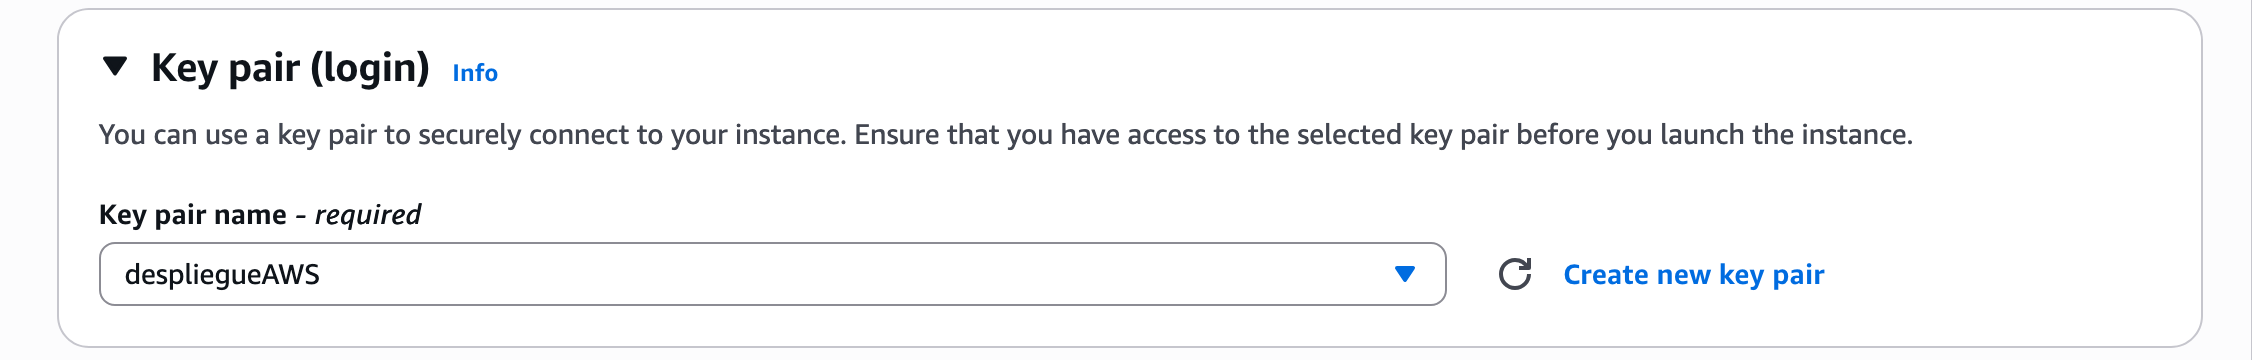 Key pair (login) Info
You can use a key pair to securely connect to your instance. Ensure that you have access to the selected key pair before you launch the instance.
Key pair name - required
despliegueAWS
Create new key pair